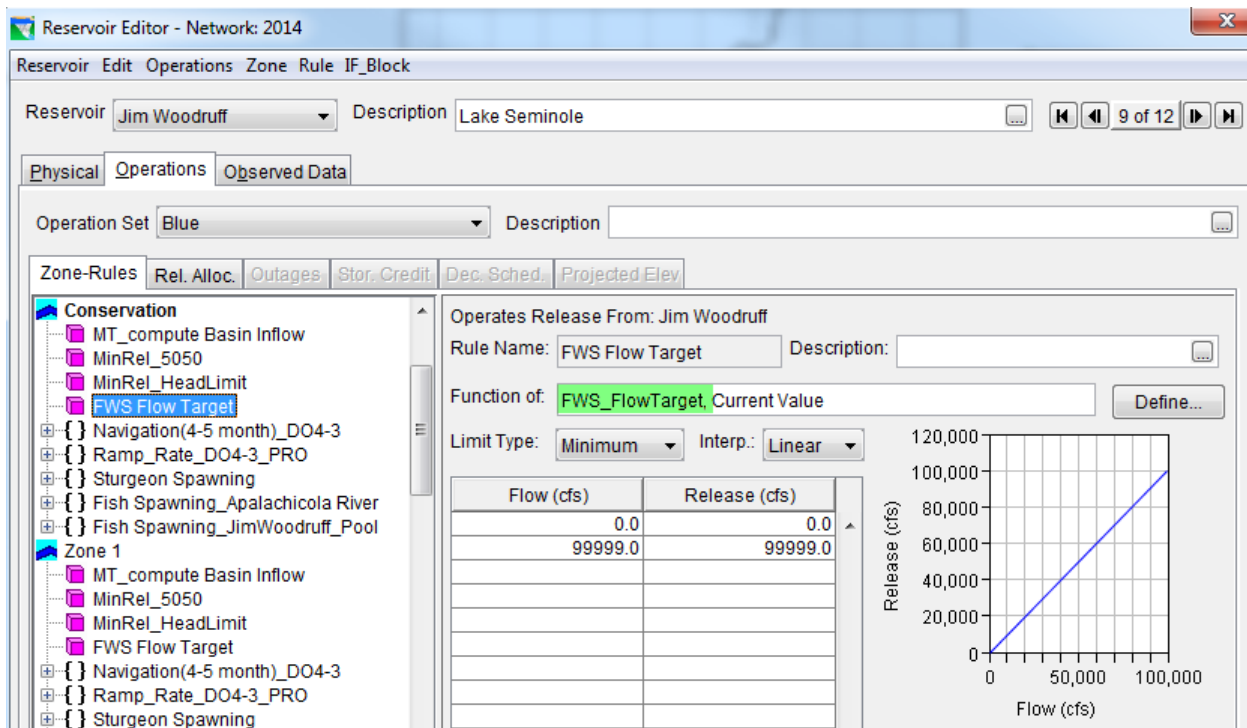 Reservoir Editor - Network: 2014
x
Reservoir Edit Operations Zone Rule IF_Block
Reservoir Jim Woodruff Description Lake Seminole ... 9 of 12
Physical Operations Observed Data
Operation Set Blue Description ...
Zone-Rules Rel. Alloc. Outages Stor. Credit Dec. Sched. Projected Elev
Conservation
MT_compute Basin Inflow
MinRel_5050
MinRel_HeadLimit
FWS Flow Target
{ } Navigation(4-5 month)_DO4-3
{ } Ramp_Rate_DO4-3_PRO
{ } Sturgeon Spawning
{ } Fish Spawning_Apalachicola River
{ } Fish Spawning_JimWoodruff_Pool
Zone 1
MT_compute Basin Inflow
MinRel_5050
MinRel_HeadLimit
FWS Flow Target
{ } Navigation(4-5 month)_DO4-3
{ } Ramp_Rate_DO4-3_PRO
{ } Sturgeon Spawning
Operates Release From: Jim Woodruff
Rule Name: FWS Flow Target Description: ...
Function of: FWS_FlowTarget, Current Value Define...
Limit Type: Minimum Interp.: Linear
Flow (cfs) Release (cfs)
0.0 0.0
99999.0 99999.0
Release (cfs)
120,000
100,000
80,000
60,000
40,000
20,000
0
0 50,000 100,000
Flow (cfs)